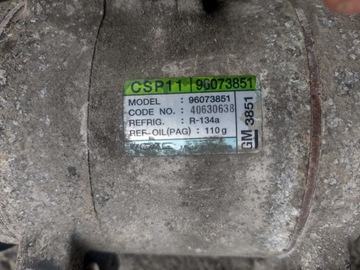 CSP11 96073851
MODEL : 96073851
CODE NO. : 40630638
REFRIG. : R-134a
REF-OIL(PAG) : 110g
GM 3851